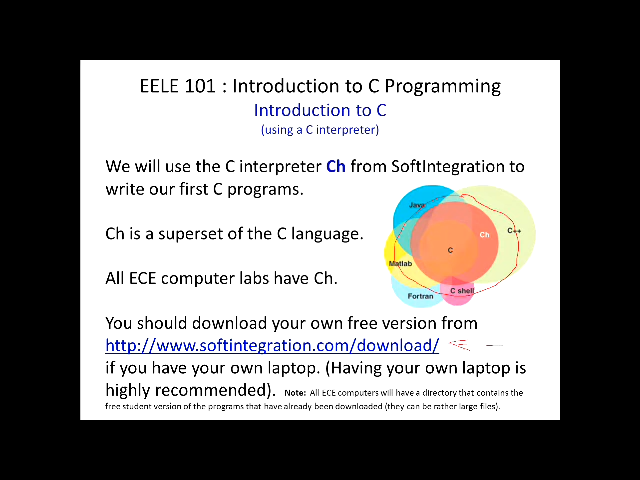 EELE 101 : Introduction to C Programming
Introduction to C
(using a C interpreter)
We will use the C interpreter Ch from SoftIntegration to
write our first C programs.
Java
Ch
C++
C
Matlab
C shell
Fortran
Ch is a superset of the C language.
All ECE computer labs have Ch.
You should download your own free version from
http://www.softintegration.com/download/
if you have your own laptop. (Having your own laptop is
highly recommended). Note: All ECE computers will have a directory that contains the
free student version of the programs that have already been downloaded (they can be rather large files).